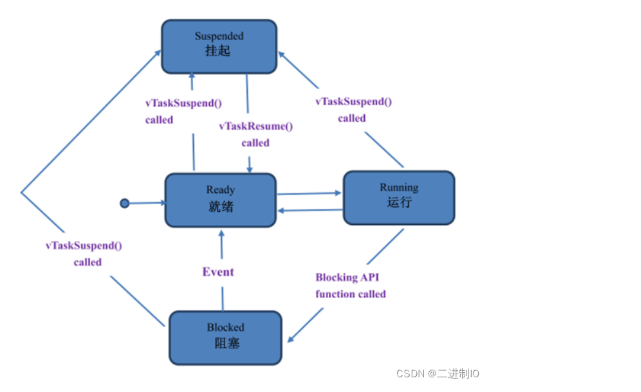 Suspended
挂起
vTaskSuspend()
called
vTaskResume()
called
vTaskSuspend()
called
Ready
就绪
Running
运行
vTaskSuspend()
called
Event
Blocking API
function called
Blocked
阻塞
CSDN @二进制IO